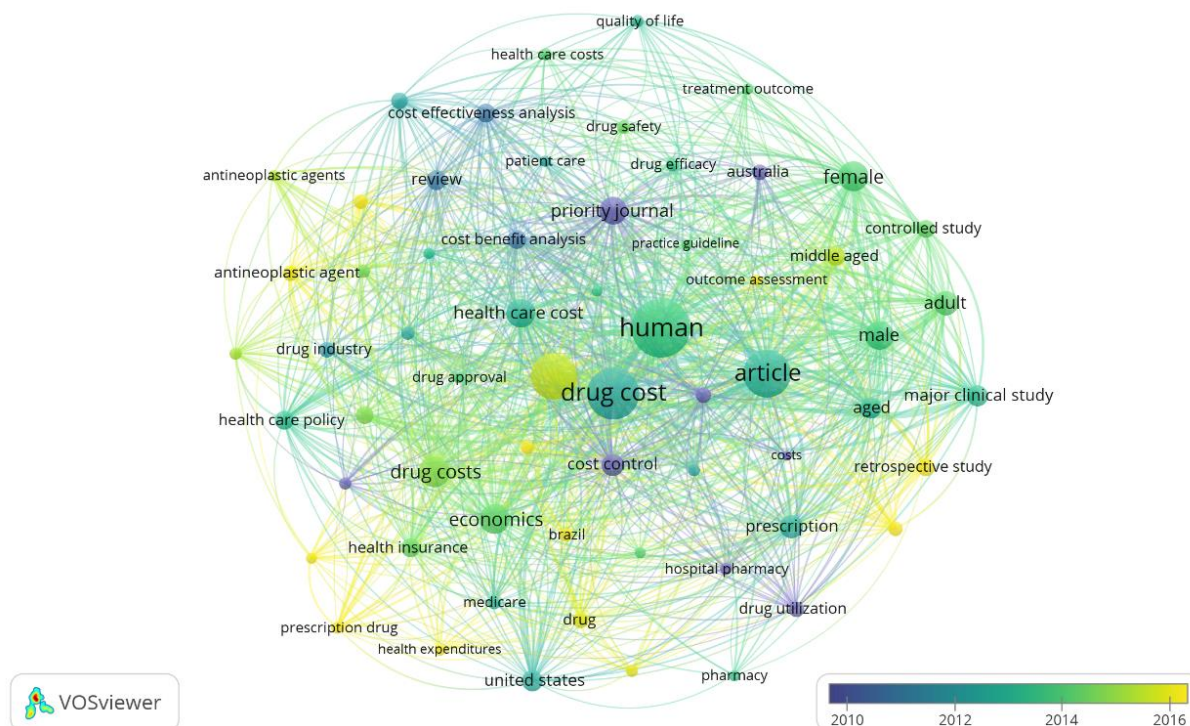 quality of life
health care costs
treatment outcome
cost effectiveness analysis
drug safety
patient care
drug efficacy
australia
antineoplastic agents
review
female
priority journal
controlled study
cost benefit analysis
practice guideline
middle aged
antineoplastic agent
outcome assessment
adult
health care cost
human
male
drug industry
drug approval
article
drug cost
major clinical study
aged
health care policy
costs
cost control
retrospective study
drug costs
economics
prescription
brazil
health insurance
hospital pharmacy
medicare
drug utilization
drug
prescription drug
health expenditures
pharmacy
united states
VOSviewer
2010 2012 2014 2016